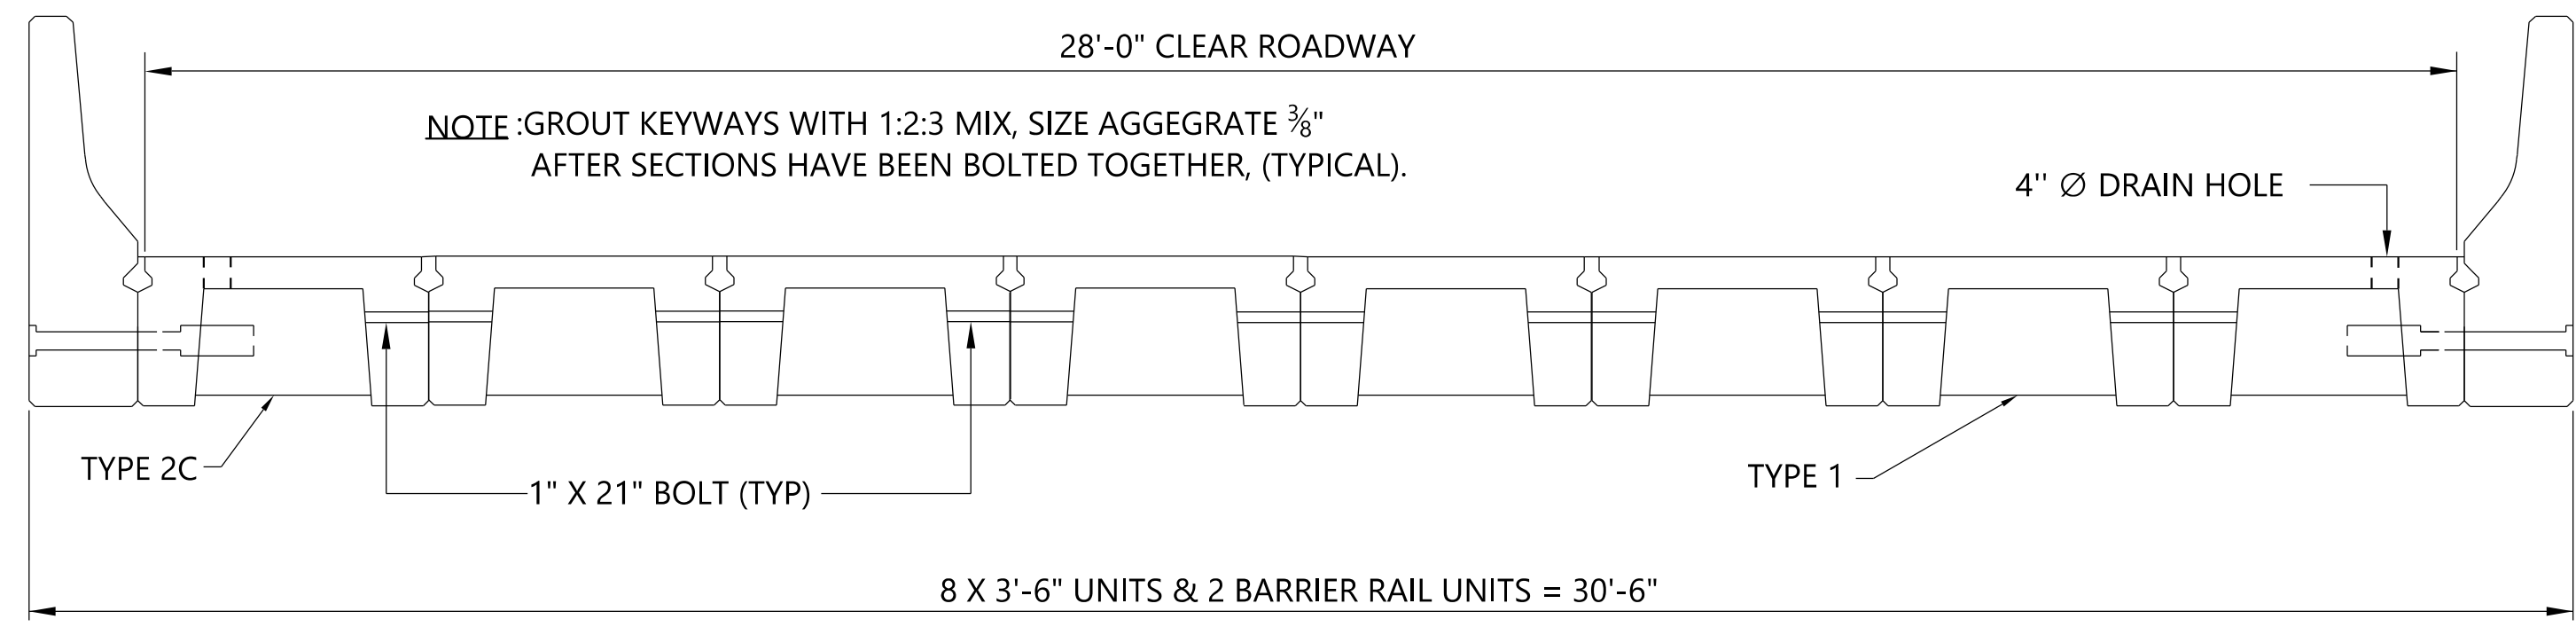 28'-0" CLEAR ROADWAY
NOTE :GROUT KEYWAYS WITH 1:2:3 MIX, SIZE AGGEGRATE ⅜"
AFTER SECTIONS HAVE BEEN BOLTED TOGETHER, (TYPICAL).
4'' Ø DRAIN HOLE
TYPE 2C
1" X 21" BOLT (TYP)
TYPE 1
8 X 3'-6" UNITS & 2 BARRIER RAIL UNITS = 30'-6"